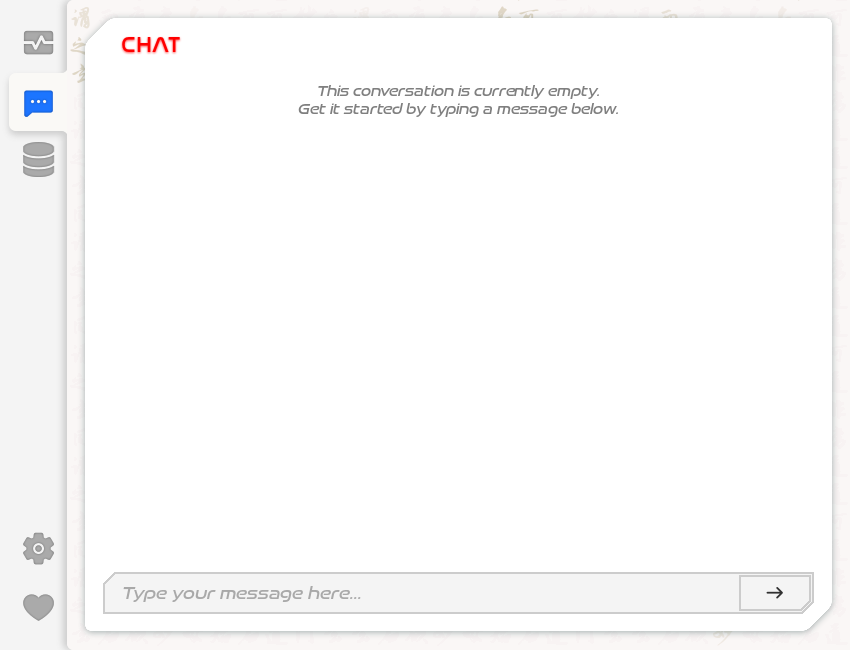 CHAT
This conversation is currently empty.
Get it started by typing a message below.
Type your message here...